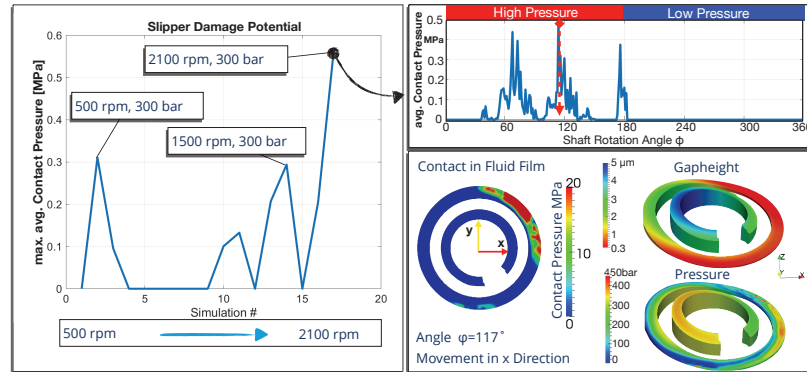 Slipper Damage Potential
max. avg. Contact Pressure [MPa]
0.6
0.5
0.4
0.3
0.2
0.1
0
0
5
10
15
20
Simulation #
2100 rpm, 300 bar
500 rpm, 300 bar
1500 rpm, 300 bar
500 rpm
2100 rpm
High Pressure
Low Pressure
avg. Contact Pressure
MPa
0.5
0.4
0.3
0.2
0.1
0
0
60
120
180
240
300
360
Shaft Rotation Angle ϕ
Contact in Fluid Film
y
x
Contact Pressure MPa
20
10
0
Angle φ=117°
Movement in x Direction
Gapheight
5 µm
4
3
2
1
0.3
Z
Y
X
Pressure
450bar
400
300
200
100
0